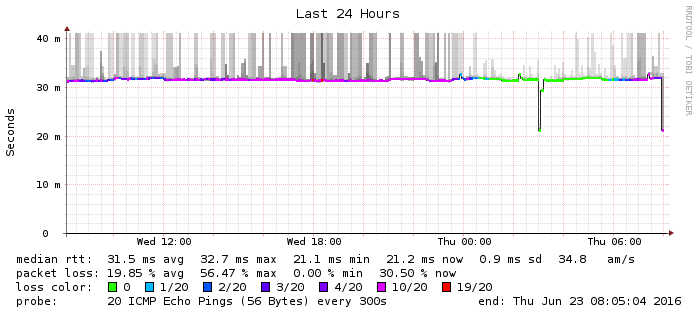 Last 24 Hours
RRDTOOL / TOBI OETIKER
Seconds
40 m
30 m
20 m
10 m
0
Wed 12:00 Wed 18:00 Thu 00:00 Thu 06:00
median rtt: 31.5 ms avg 32.7 ms max 21.1 ms min 21.2 ms now 0.9 ms sd 34.8 am/s
packet loss: 19.85 % avg 56.47 % max 0.00 % min 30.50 % now
loss color: 0 1/20 2/20 3/20 4/20 10/20 19/20
probe: 20 ICMP Echo Pings (56 Bytes) every 300s end: Thu Jun 23 08:05:04 2016